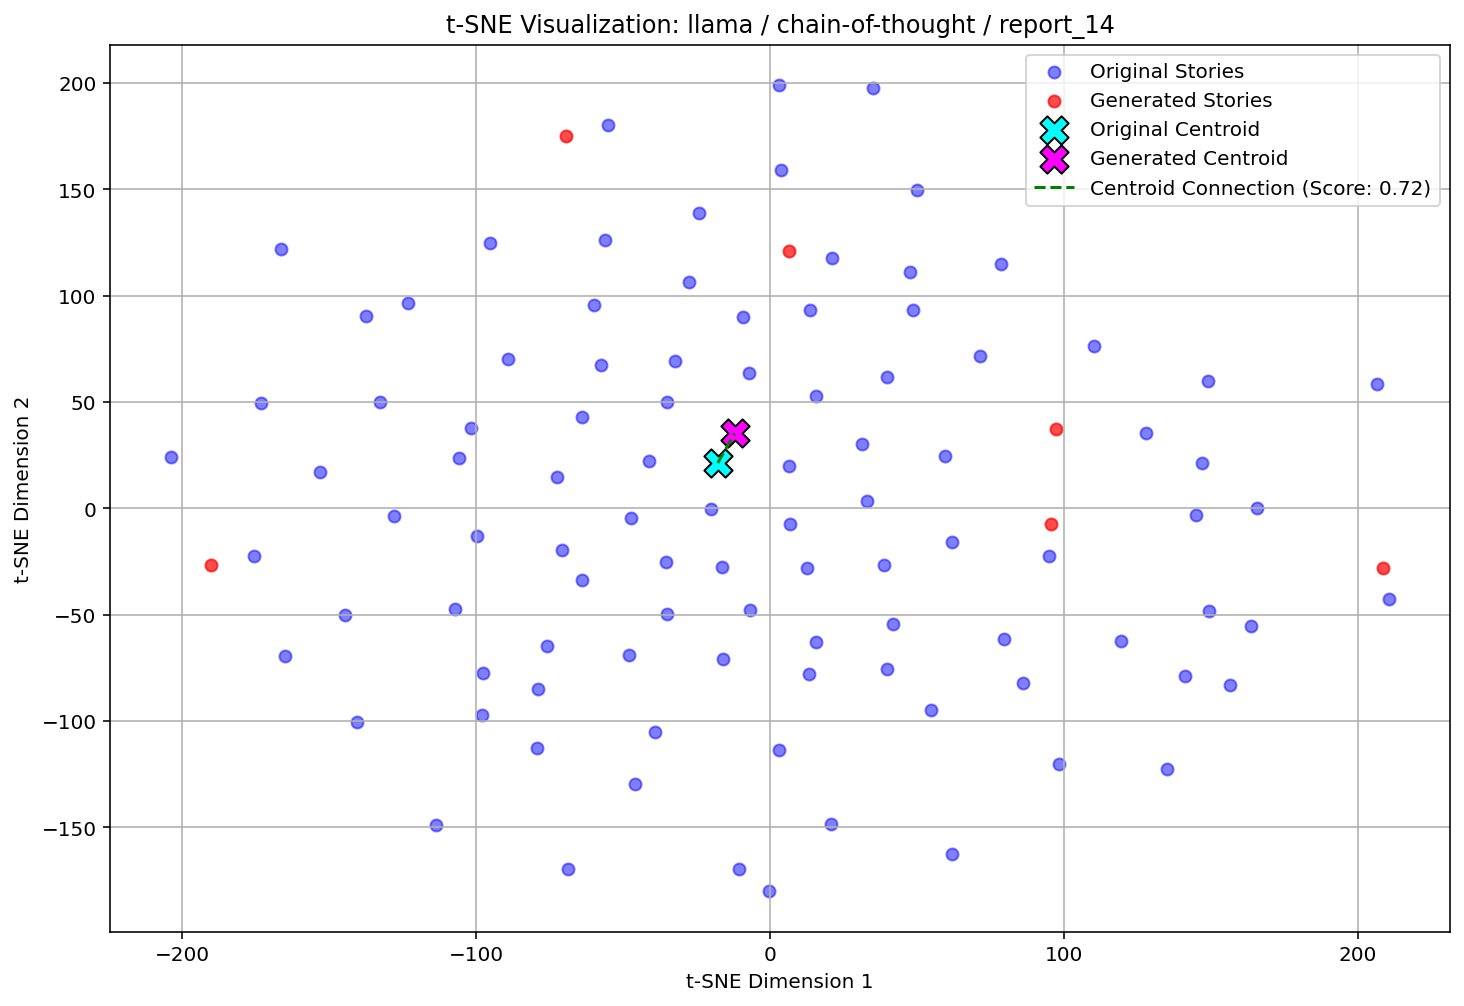 t-SNE Visualization: llama / chain-of-thought / report_14
Original Stories
Generated Stories
Original Centroid
Generated Centroid
Centroid Connection (Score: 0.72)
t-SNE Dimension 2
200
150
100
50
0
−50
−100
−150
−200
−100
0
100
200
t-SNE Dimension 1